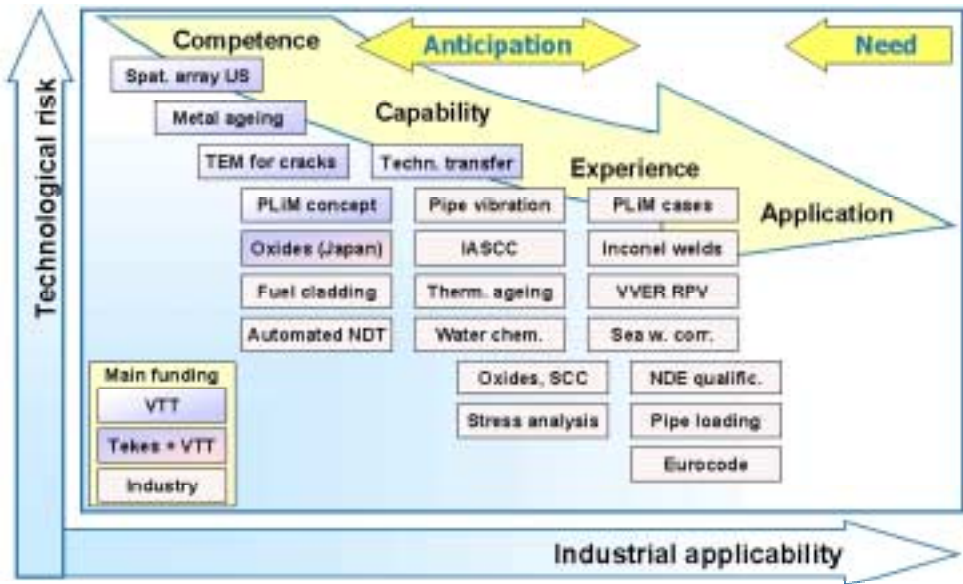 Technological risk
Competence
Anticipation
Need
Spat. array US
Metal ageing
Capability
TEM for cracks
Techn. transfer
Experience
PLiM concept
Pipe vibration
PLiM cases
Application
Oxides (Japan)
IASCC
Inconel welds
Fuel cladding
Therm. ageing
VVER RPV
Automated NDT
Water chem.
Sea w. corr.
Main funding
VTT
Tekes + VTT
Industry
Oxides, SCC
NDE qualific.
Stress analysis
Pipe loading
Eurocode
Industrial applicability